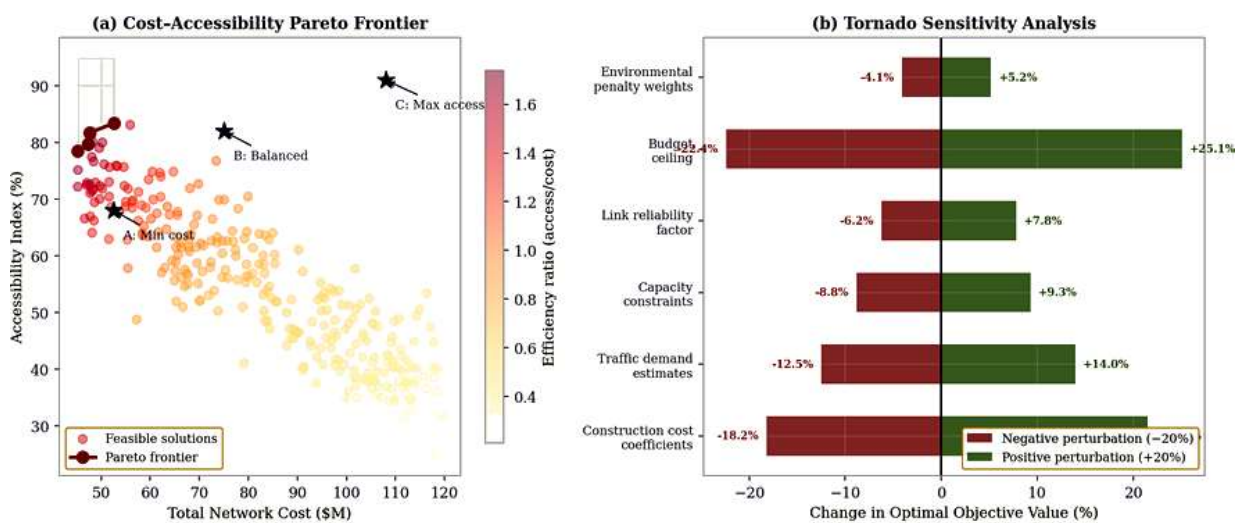 (a) Cost–Accessibility Pareto Frontier
90
80
70
60
50
40
30
Accessibility Index (%)
C: Max access
B: Balanced
A: Min cost
Feasible solutions
Pareto frontier
50 60 70 80 90 100 110 120
Total Network Cost ($M)
1.6
1.4
1.2
1.0
0.8
0.6
0.4
Efficiency ratio (access/cost)
(b) Tornado Sensitivity Analysis
Environmental
penalty weights
-4.1% +5.2%
Budget
ceiling
-22.4% +25.1%
Link reliability
factor
-6.2% +7.8%
Capacity
constraints
-8.8% +9.3%
Traffic demand
estimates
-12.5% +14.0%
Construction cost
coefficients
-18.2%
Negative perturbation (−20%)
Positive perturbation (+20%)
−20 −10 0 10 20
Change in Optimal Objective Value (%)